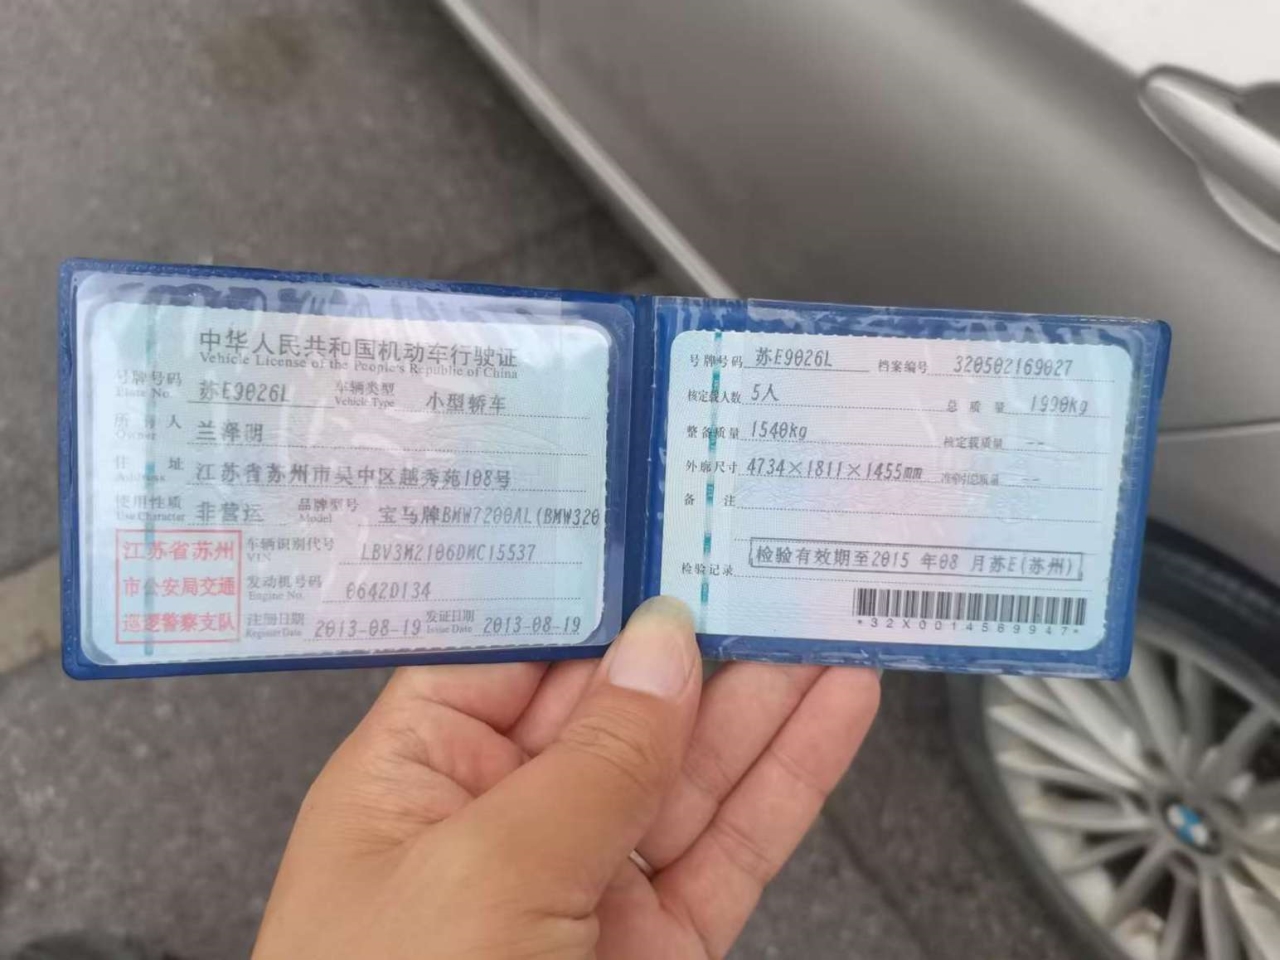 中华人民共和国机动车行驶证
Vehicle License of the People's Republic of China
号牌号码 苏E9026L 车辆类型 小型轿车
Plate No. Vehicle Type
所有人 兰泽明
Owner
住址 江苏省苏州市吴中区越秀苑108号
Address
使用性质 非营运 品牌型号 宝马牌BMW7200AL(BMW320
Use Character Model
江苏省苏州
市公安局交通
巡逻警察支队
车辆识别代号 LBV3M2106DMC15537
VIN
发动机号码 0642D134
Engine No.
注册日期 2013-08-19 发证日期 2013-08-19
Register Date Issue Date
号牌号码 苏E9026L 档案编号 320502169027
核定载人数 5人 总质量 1990kg
整备质量 1540kg 核定载质量 --
外廓尺寸 4734×1811×1455mm 准牵引总质量 --
备注
检验记录 检验有效期至2015 年08 月苏E(苏州)
*32X0014589947*